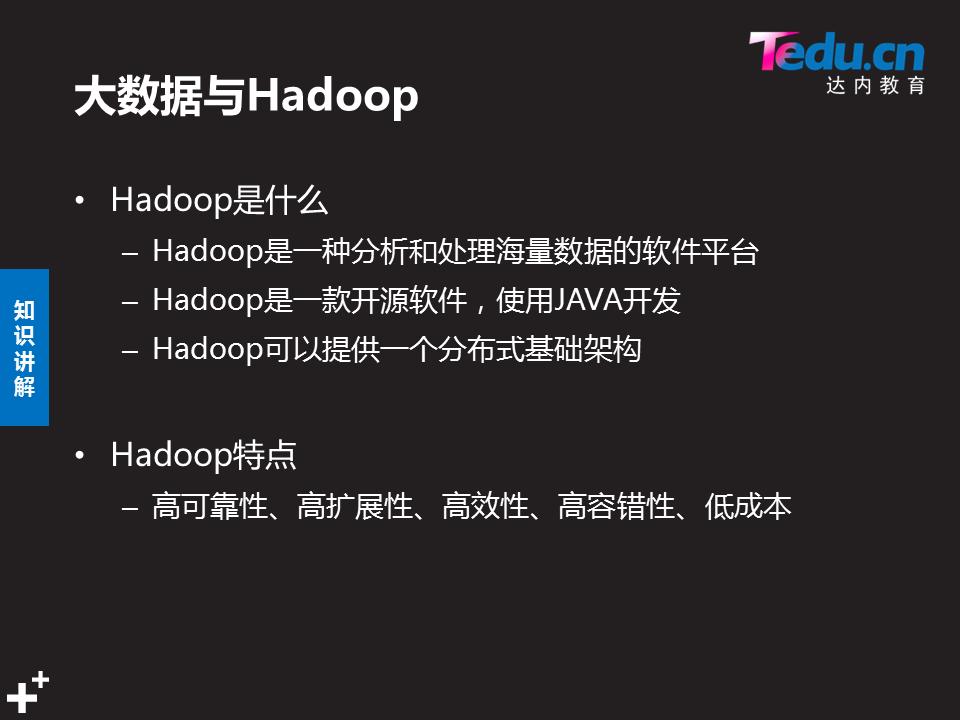 Tedu.cn
达内教育
大数据与Hadoop
• Hadoop是什么
– Hadoop是一种分析和处理海量数据的软件平台
– Hadoop是一款开源软件，使用JAVA开发
– Hadoop可以提供一个分布式基础架构
知识讲解
• Hadoop特点
– 高可靠性、高扩展性、高效性、高容错性、低成本